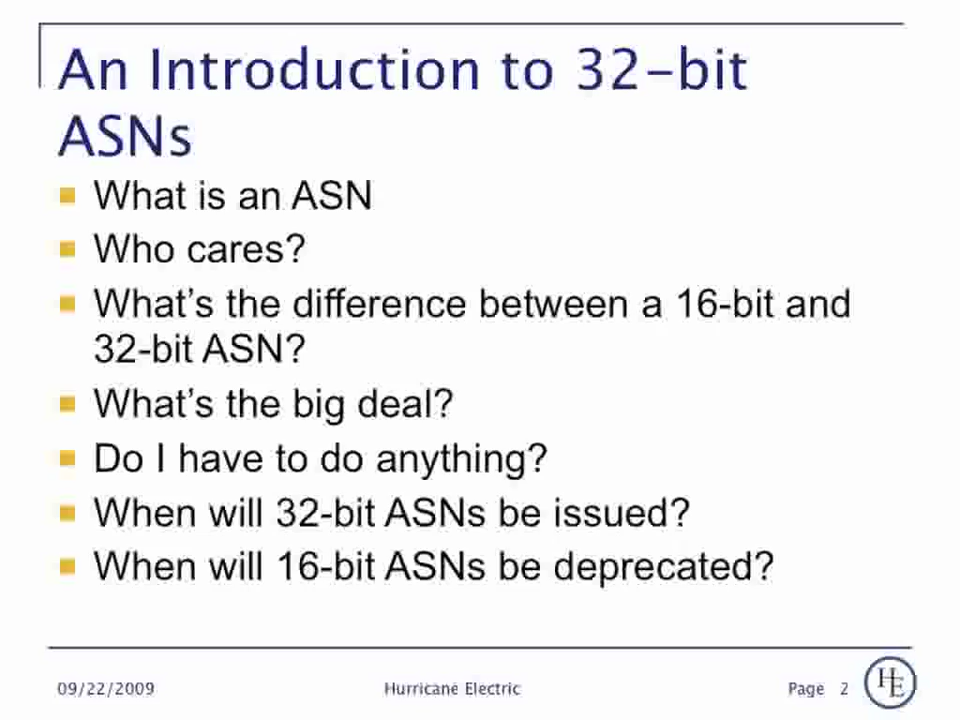 An Introduction to 32-bit
ASNs
What is an ASN
Who cares?
What's the difference between a 16-bit and
32-bit ASN?
What's the big deal?
Do I have to do anything?
When will 32-bit ASNs be issued?
When will 16-bit ASNs be deprecated?
09/22/2009 Hurricane Electric Page 2 HE